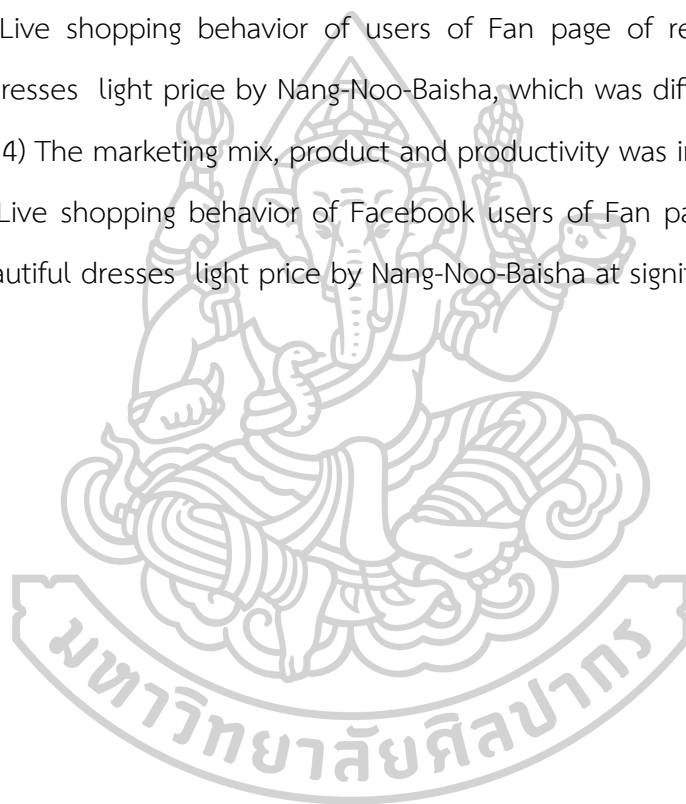 Live shopping behavior of users of Fan page of re
resses light price by Nang-Noo-Baisha, which was dif
4) The marketing mix, product and productivity was i
Live shopping behavior of Facebook users of Fan pa
autiful dresses light price by Nang-Noo-Baisha at signif
มหาวิทยาลัยศิลปากร